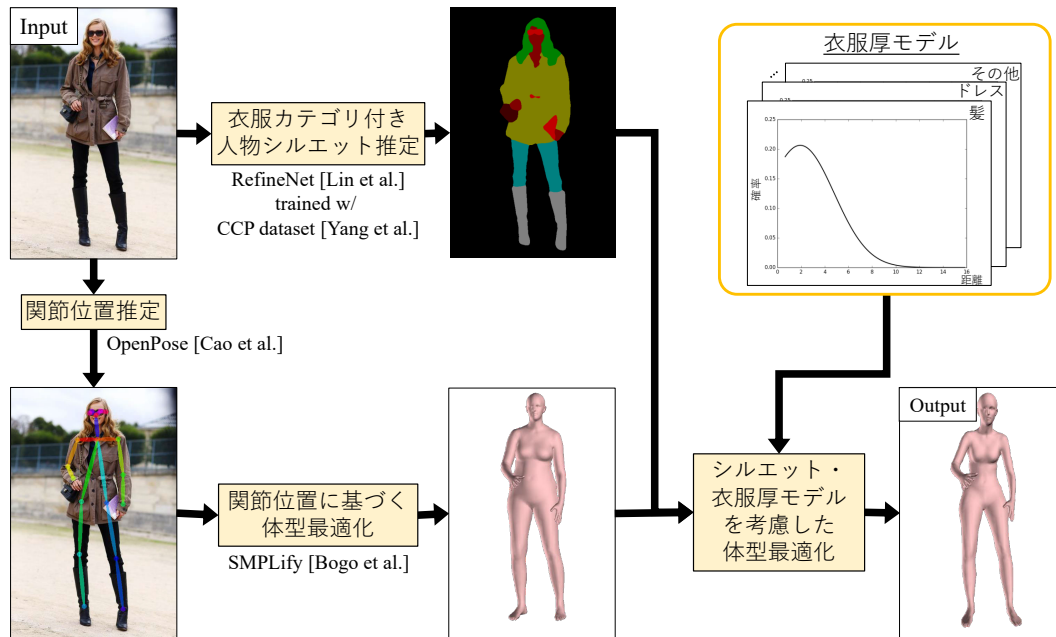 Input
衣服カテゴリ付き
人物シルエット推定
RefineNet [Lin et al.]
trained w/
CCP dataset [Yang et al.]
衣服厚モデル
その他
ドレス
髪
0.25
0.20
0.15
0.10
0.05
0.00
確率
0
2
4
6
8
10
12
14
16
距離
関節位置推定
OpenPose [Cao et al.]
関節位置に基づく
体型最適化
SMPLify [Bogo et al.]
シルエット・
衣服厚モデル
を考慮した
体型最適化
Output